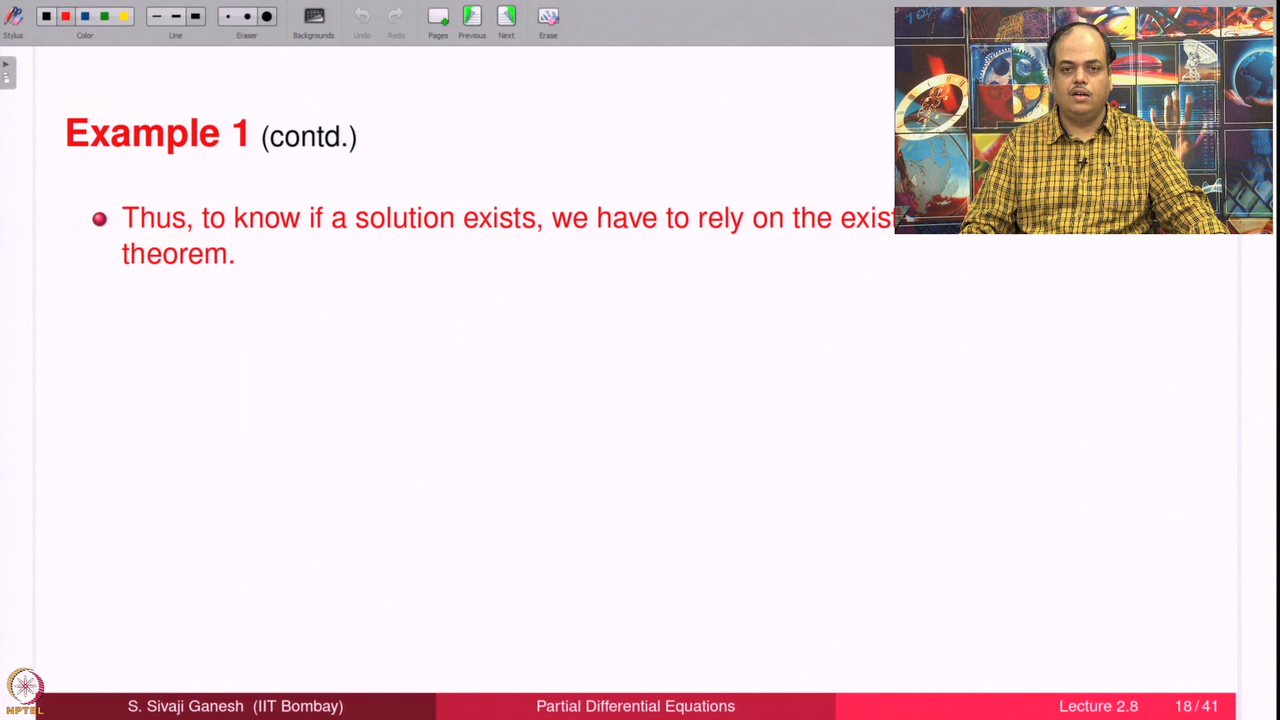 Stylus
Color
Line
Eraser
Backgrounds
Undo
Redo
Pages
Previous
Next
Erase
Example 1 (contd.)
Thus, to know if a solution exists, we have to rely on the exist
theorem.
NPTEL
S. Sivaji Ganesh (IIT Bombay)
Partial Differential Equations
Lecture 2.8
18/41